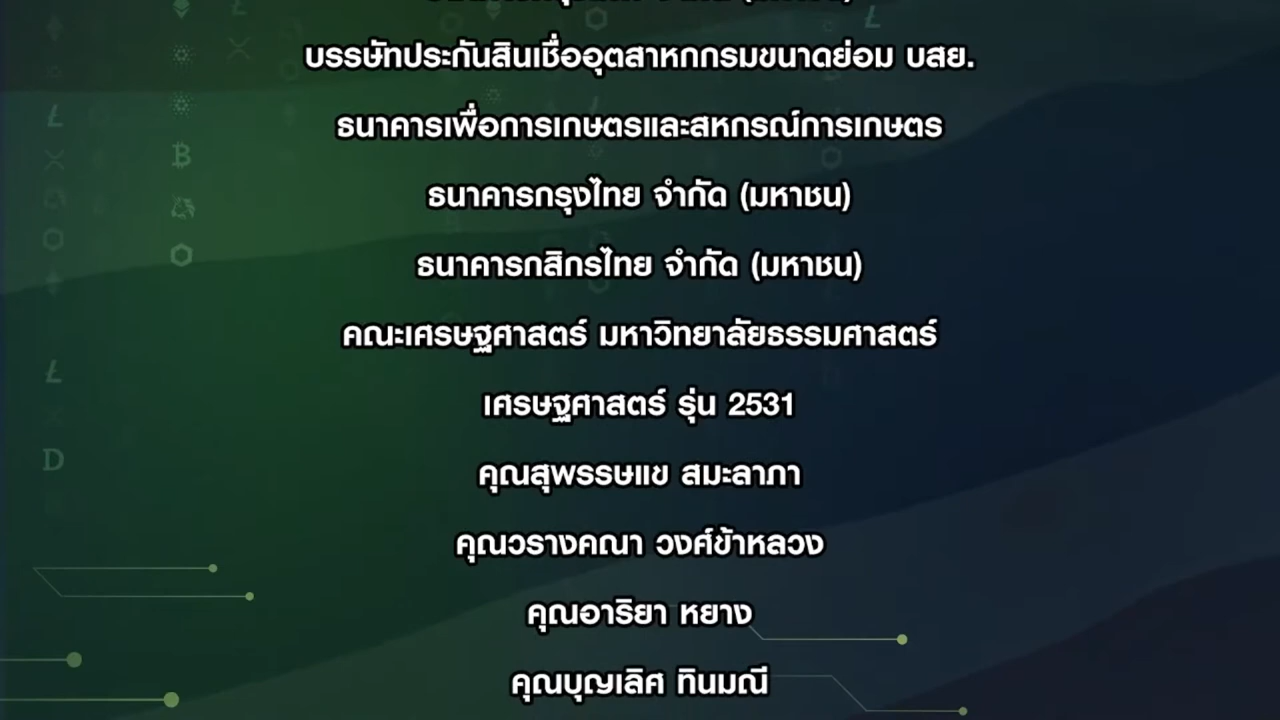 บรรษัทประกันสินเชื่ออุตสาหกกรมขนาดย่อม บสย.
ธนาคารเพื่อการเกษตรและสหกรณ์การเกษตร
ธนาคารกรุงไทย จำกัด (มหาชน)
ธนาคารกสิกรไทย จำกัด (มหาชน)
คณะเศรษฐศาสตร์ มหาวิทยาลัยธรรมศาสตร์
เศรษฐศาสตร์ รุ่น 2531
คุณสุพรรษแข สมะลาภา
คุณวรางคณา วงศ์ข้าหลวง
คุณอาริยา หยาง
คุณบุญเลิศ ทินมณี